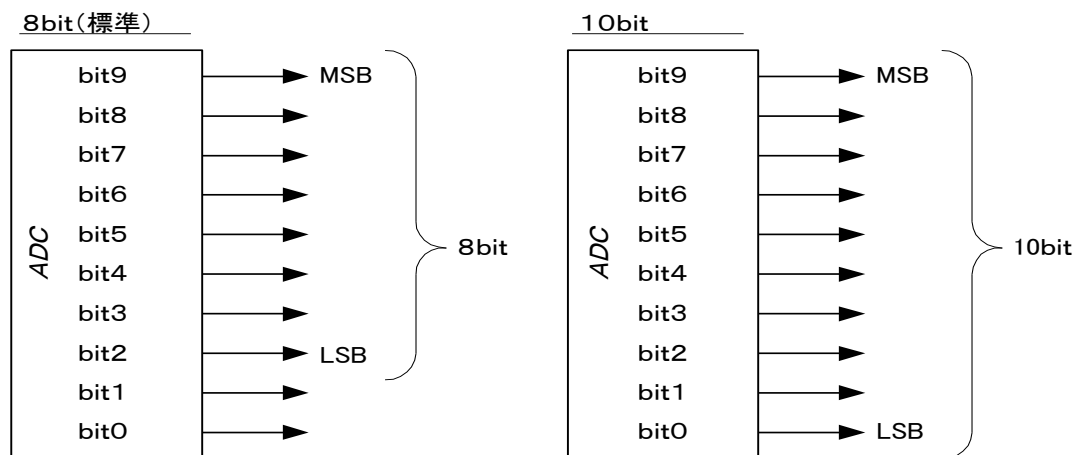 8bit(標準)
bit9
MSB
bit8
bit7
bit6
bit5
bit4
bit3
bit2
LSB
bit1
bit0
ADC
8bit
10bit
bit9
MSB
bit8
bit7
bit6
bit5
bit4
bit3
bit2
bit1
bit0
LSB
ADC
10bit